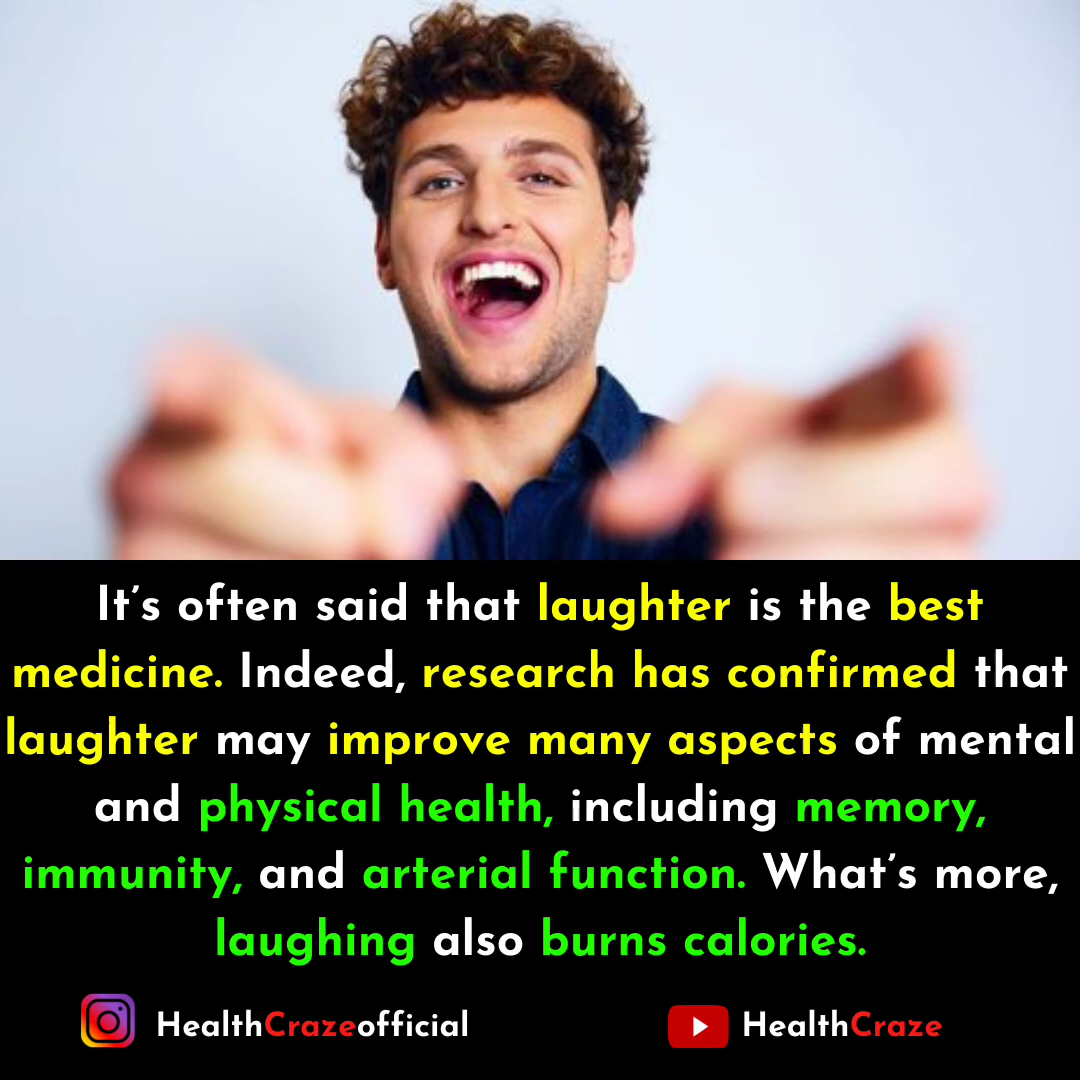 It’s often said that laughter is the best
medicine. Indeed, research has confirmed that
laughter may improve many aspects of mental
and physical health, including memory,
immunity, and arterial function. What’s more,
laughing also burns calories.
HealthCrazeofficial
HealthCraze